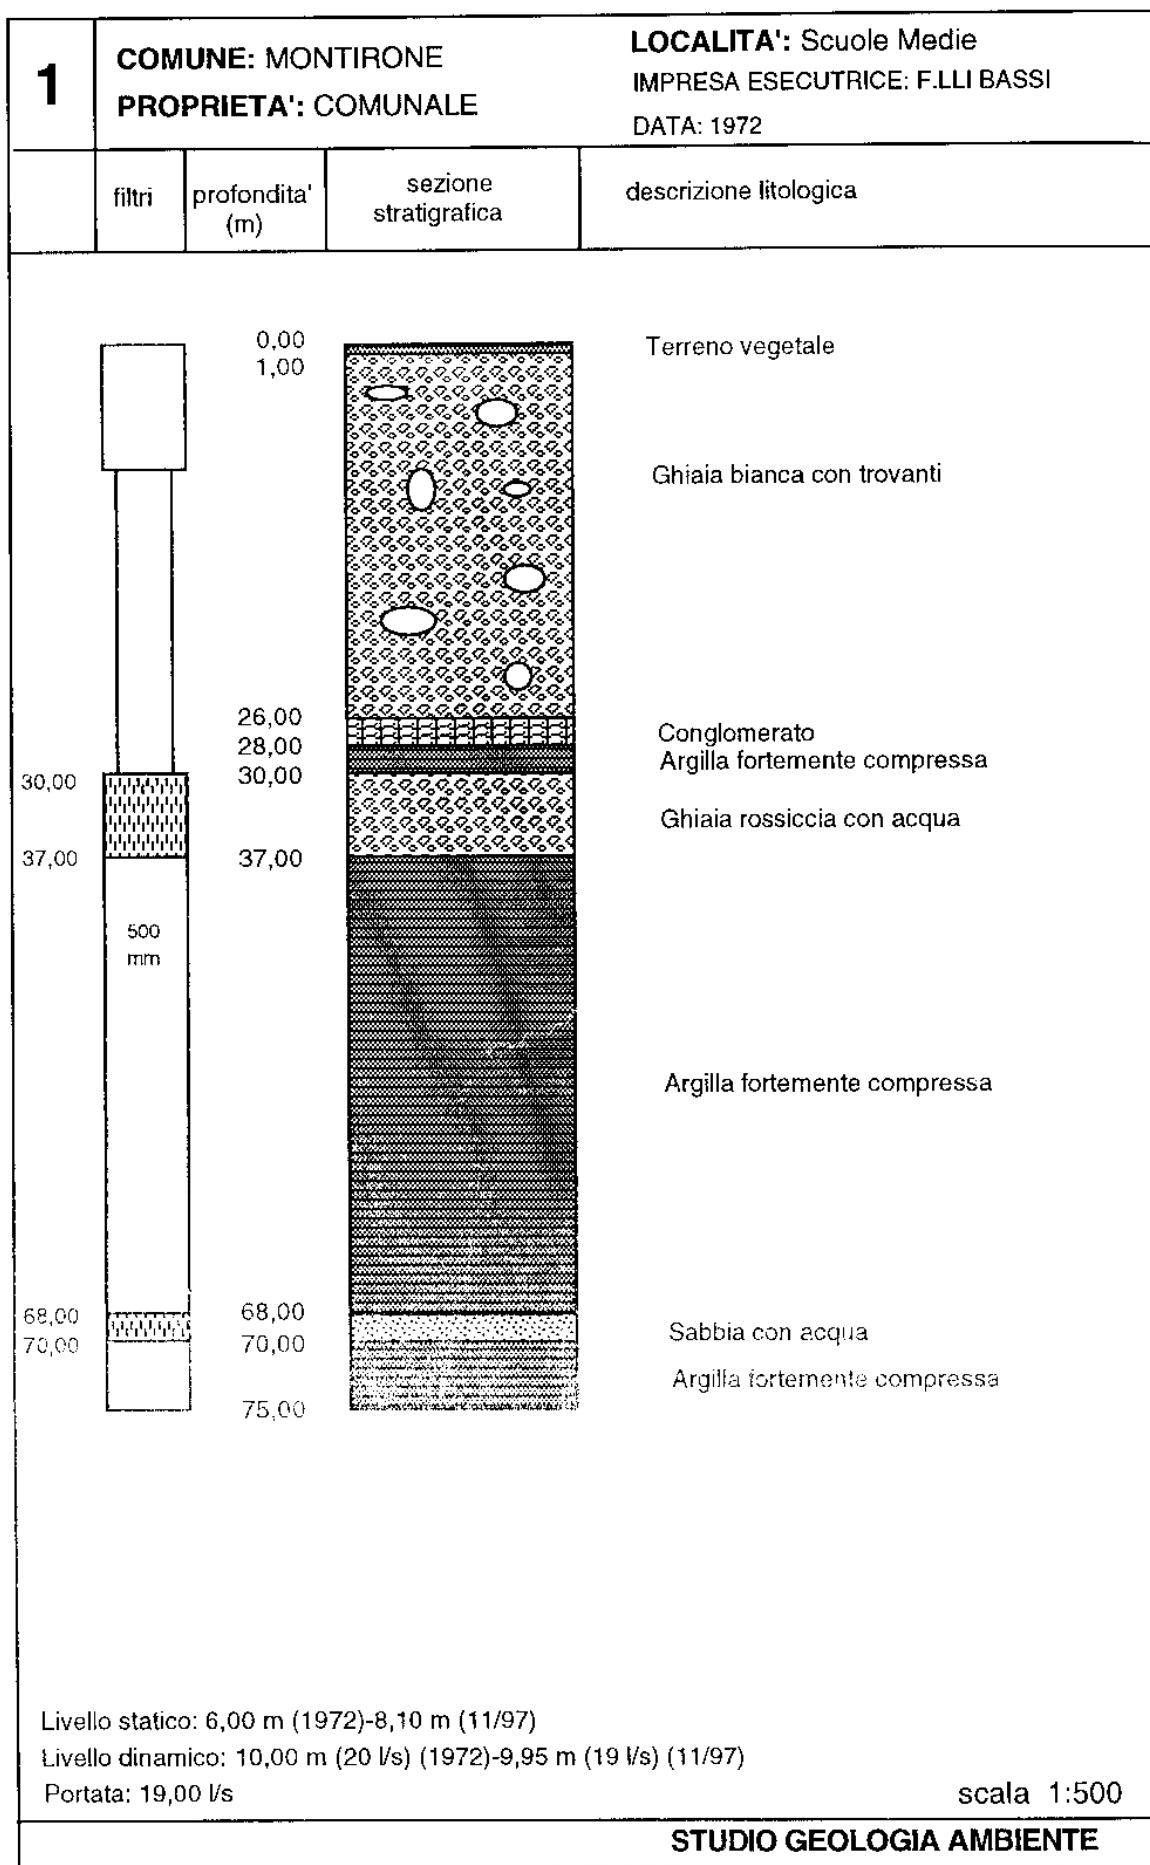 1
COMUNE: MONTIRONE
PROPRIETA': COMUNALE
LOCALITA': Scuole Medie
IMPRESA ESECUTRICE: F.LLI BASSI
DATA: 1972
filtri
profondita'
(m)
sezione
stratigrafica
descrizione litologica
0,00
Terreno vegetale
1,00
Ghiaia bianca con trovanti
26,00
Conglomerato
28,00
Argilla fortemente compressa
30,00
30,00
Ghiaia rossiccia con acqua
37,00
37,00
500
mm
Argilla fortemente compressa
68,00
68,00
Sabbia con acqua
70,00
70,00
Argilla fortemente compressa
75,00
Livello statico: 6,00 m (1972)-8,10 m (11/97)
Livello dinamico: 10,00 m (20 l/s) (1972)-9,95 m (19 l/s) (11/97)
Portata: 19,00 l/s
scala 1:500
STUDIO GEOLOGIA AMBIENTE